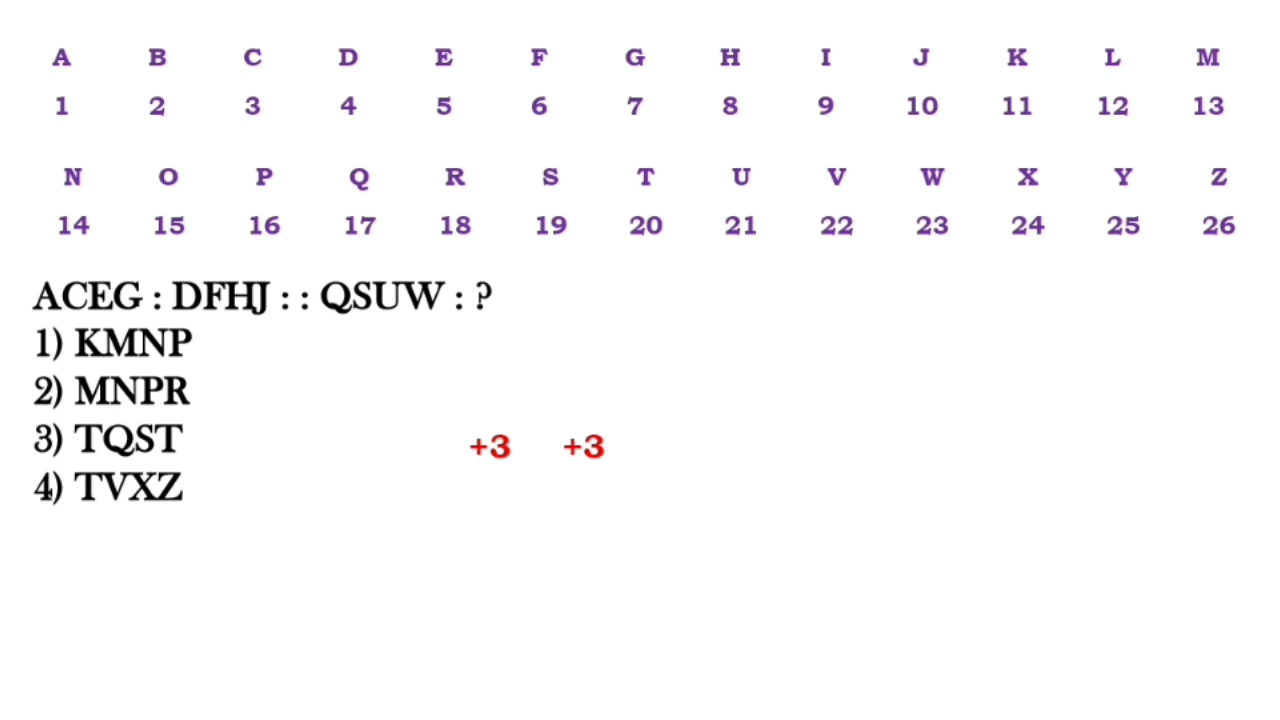 A B C D E F G H I J K L M
1 2 3 4 5 6 7 8 9 10 11 12 13
N O P Q R S T U V W X Y Z
14 15 16 17 18 19 20 21 22 23 24 25 26
ACEG : DFHJ : : QSUW : ?
1) KMNP
2) MNPR
3) TQST
+3 +3
4) TVXZ